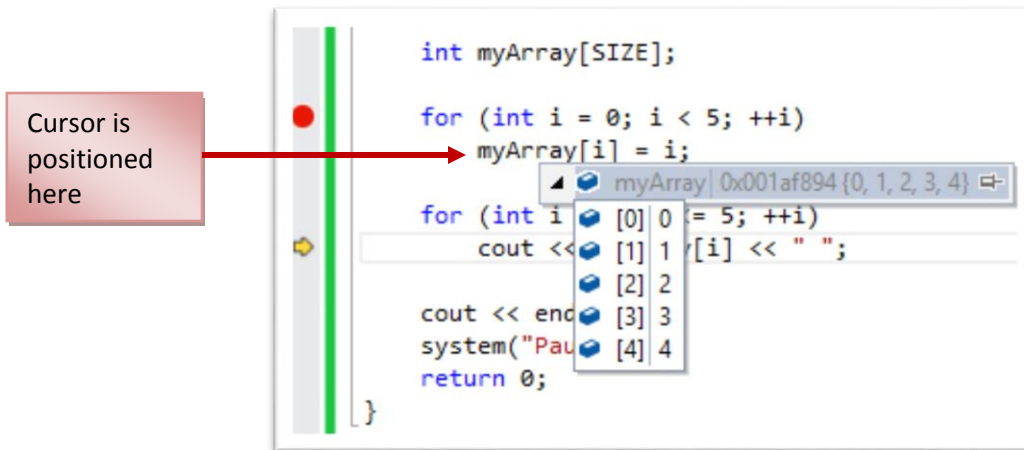 Cursor is
positioned
here
int myArray[SIZE];
for (int i = 0; i < 5; ++i)
myArray[i] = i;
myArray 0x001af894 {0, 1, 2, 3, 4}
for (int i = 5; ++i)
[0] 0
cout << [i] << " ";
[1] 1
[2] 2
cout << end
[3] 3
system("Pau
[4] 4
return 0;
}